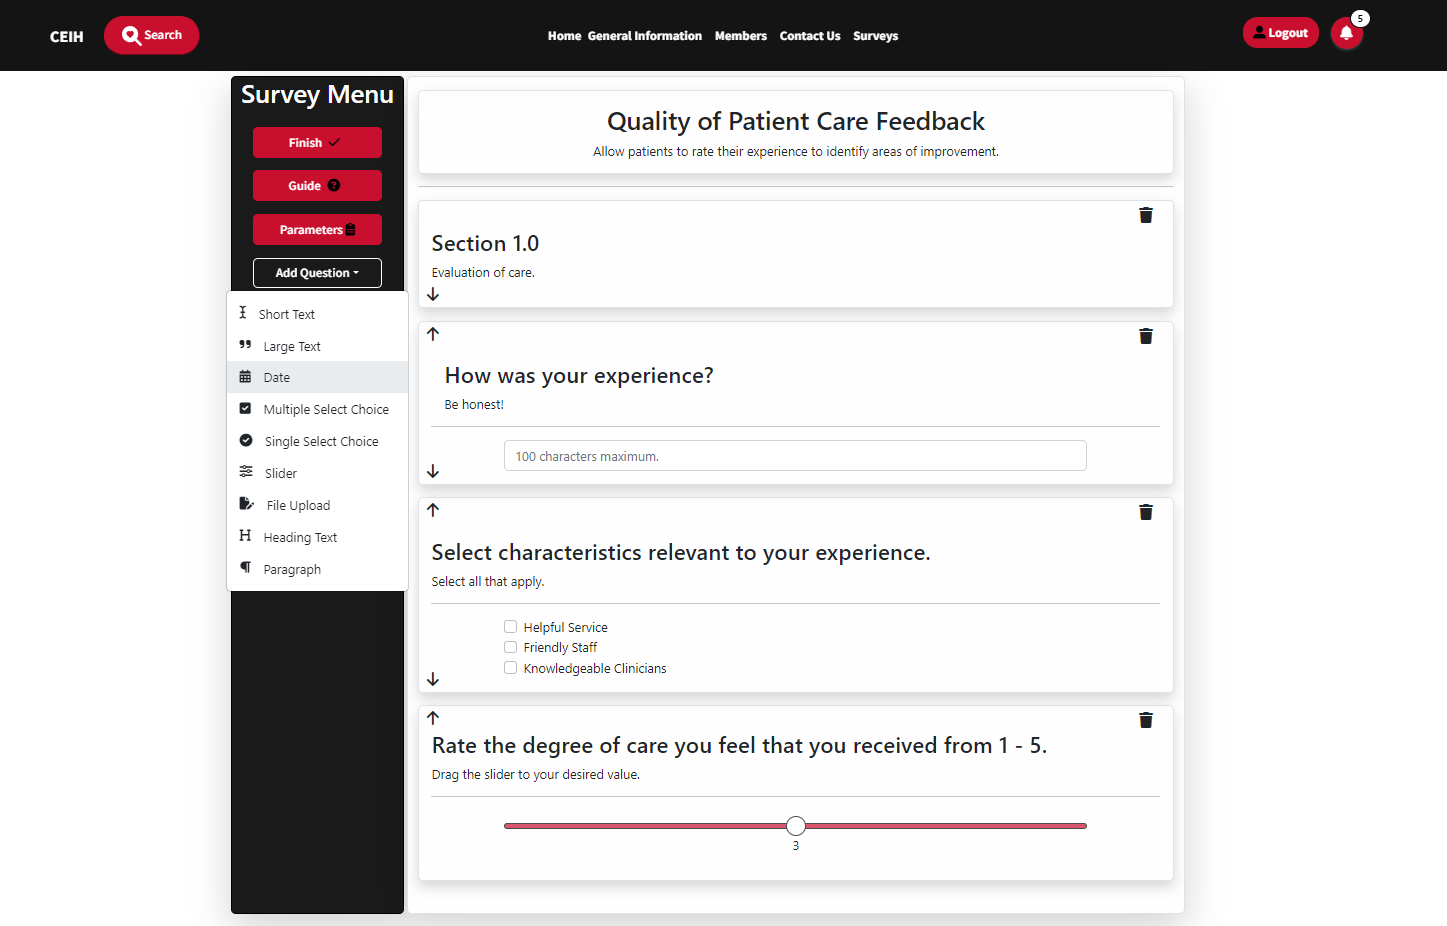 CEIH
Search
Home General Information Members Contact Us Surveys
Logout
5
Survey Menu
Finish
Guide
Parameters
Add Question
Short Text
Large Text
Date
Multiple Select Choice
Single Select Choice
Slider
File Upload
Heading Text
Paragraph
Quality of Patient Care Feedback
Allow patients to rate their experience to identify areas of improvement.
Section 1.0
Evaluation of care.
How was your experience?
Be honest!
100 characters maximum.
Select characteristics relevant to your experience.
Select all that apply.
Helpful Service
Friendly Staff
Knowledgeable Clinicians
Rate the degree of care you feel that you received from 1 - 5.
Drag the slider to your desired value.
3